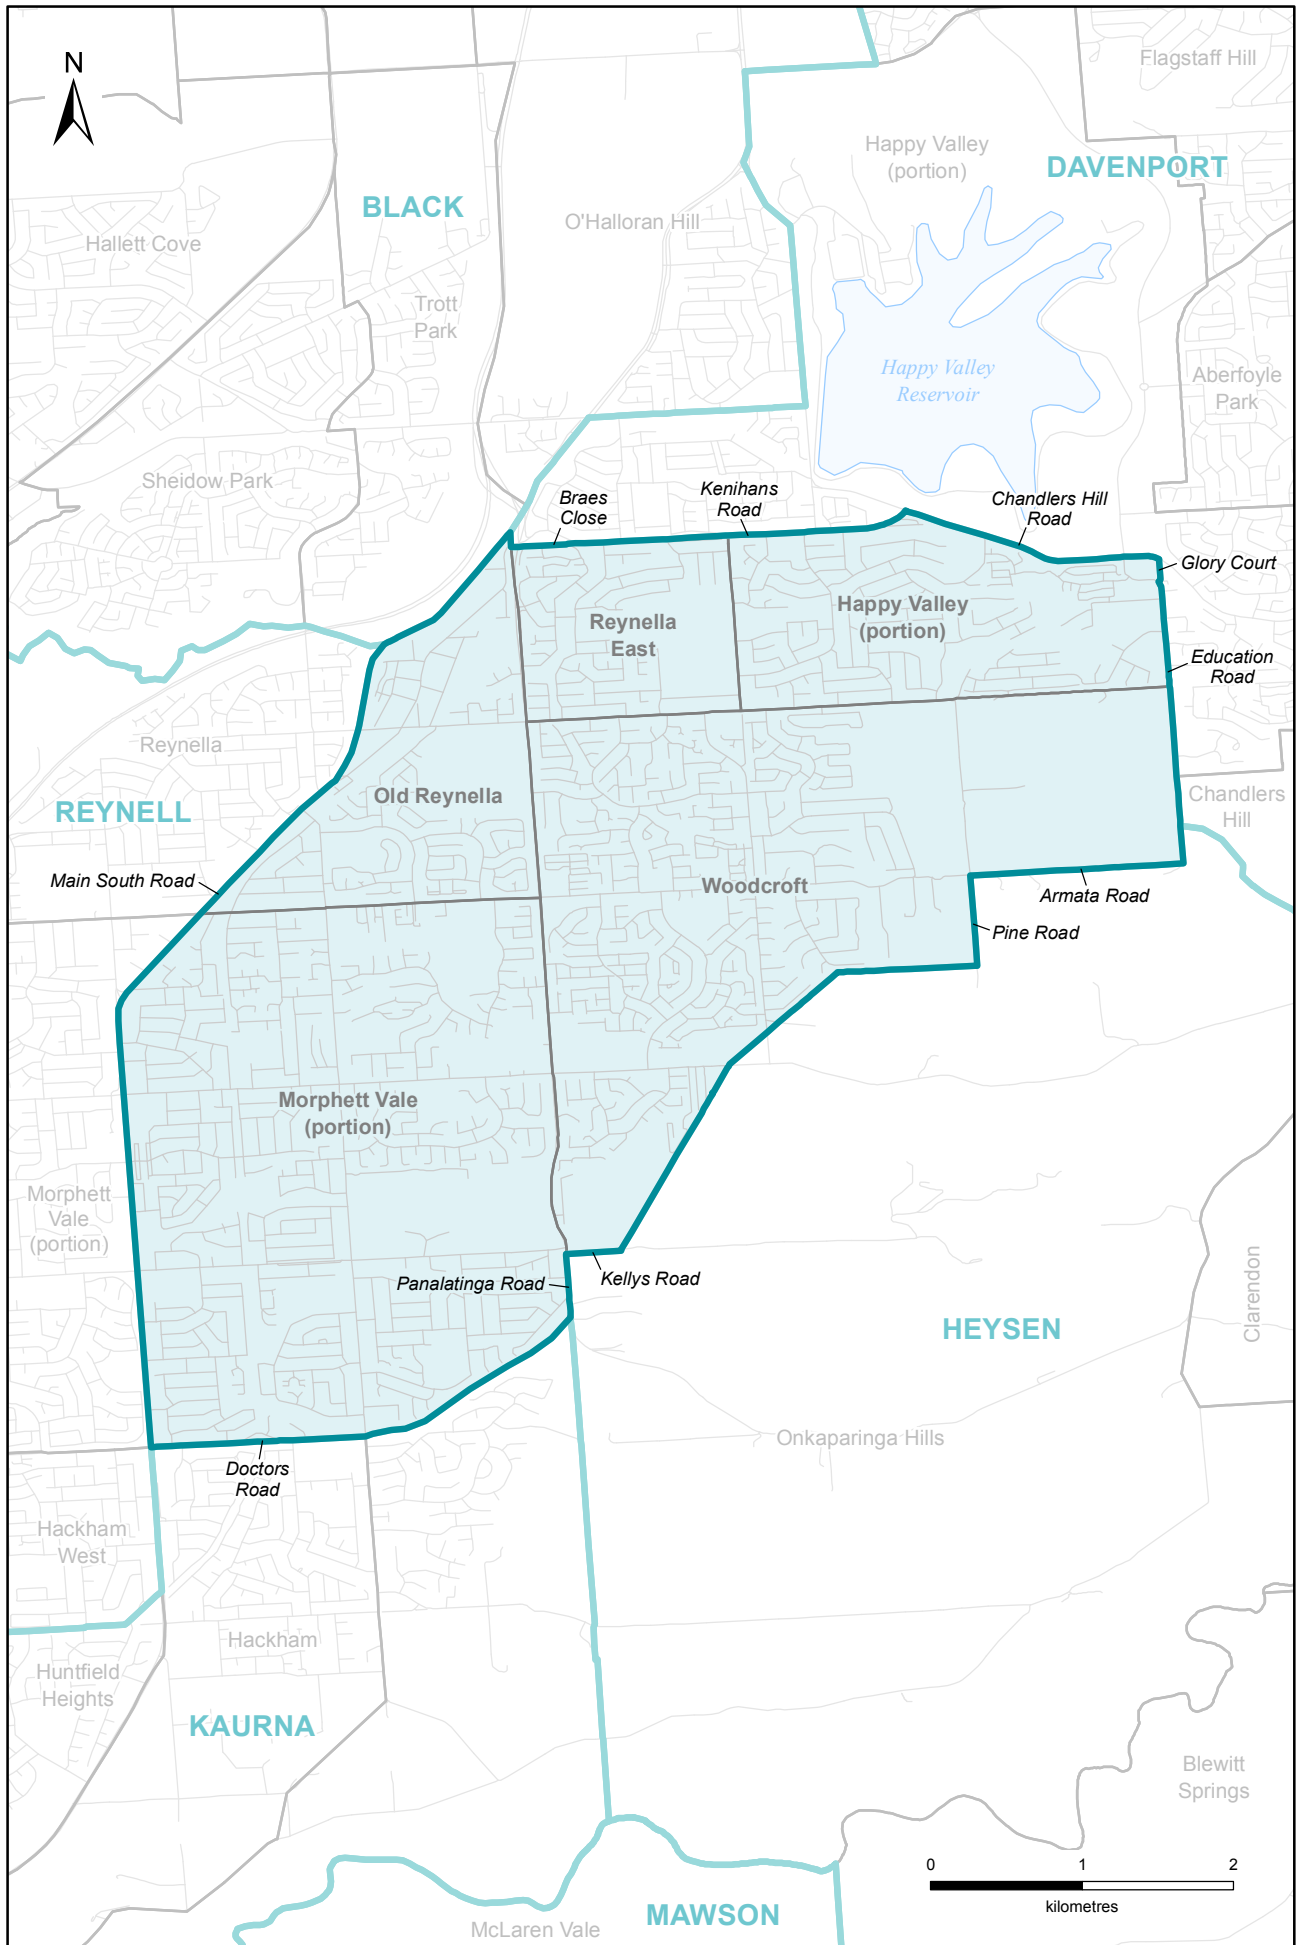 N
Flagstaff Hill
Happy Valley
(portion)
DAVENPORT
BLACK
O'Halloran Hill
Hallett Cove
Trott
Park
Happy Valley
Reservoir
Aberfoyle
Park
Sheidow Park
Braes
Close
Kenihans
Road
Chandlers Hill
Road
Glory Court
Reynella
East
Happy Valley
(portion)
Education
Road
Reynella
Old Reynella
REYNELL
Chandlers
Hill
Main South Road
Woodcroft
Armata Road
Pine Road
Morphett Vale
(portion)
Morphett
Vale
(portion)
Panalatinga Road
Kellys Road
Clarendon
HEYSEN
Onkaparinga Hills
Doctors
Road
Hackham
West
Hackham
Huntfield
Heights
KAURNA
Blewitt
Springs
0 1 2
kilometres
MAWSON
McLaren Vale